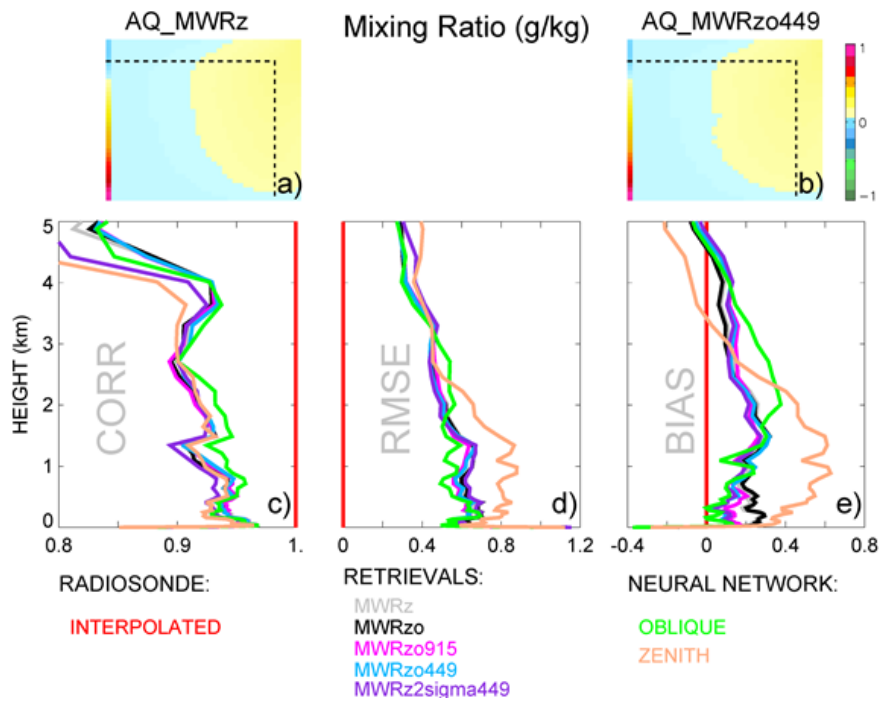 AQ_MWRz
Mixing Ratio (g/kg)
AQ_MWRzo449
a)
b)
1
0
−1
5
4
3
2
1
0
HEIGHT (km)
CORR
c)
0.8
0.9
1.
RMSE
d)
0
0.4
0.8
1.2
BIAS
e)
-0.4
0
0.4
0.8
RADIOSONDE:
INTERPOLATED
RETRIEVALS:
MWRz
MWRzo
MWRzo915
MWRzo449
MWRz2sigma449
NEURAL NETWORK:
OBLIQUE
ZENITH